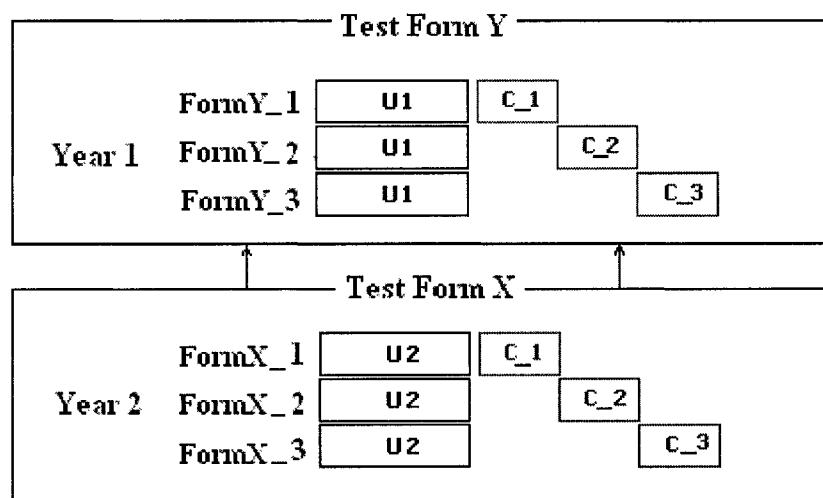 Test Form Y
FormY_1 U1 C_1
Year 1 FormY_2 U1 C_2
FormY_3 U1 C_3
Test Form X
FormX_1 U2 C_1
Year 2 FormX_2 U2 C_2
FormX_3 U2 C_3